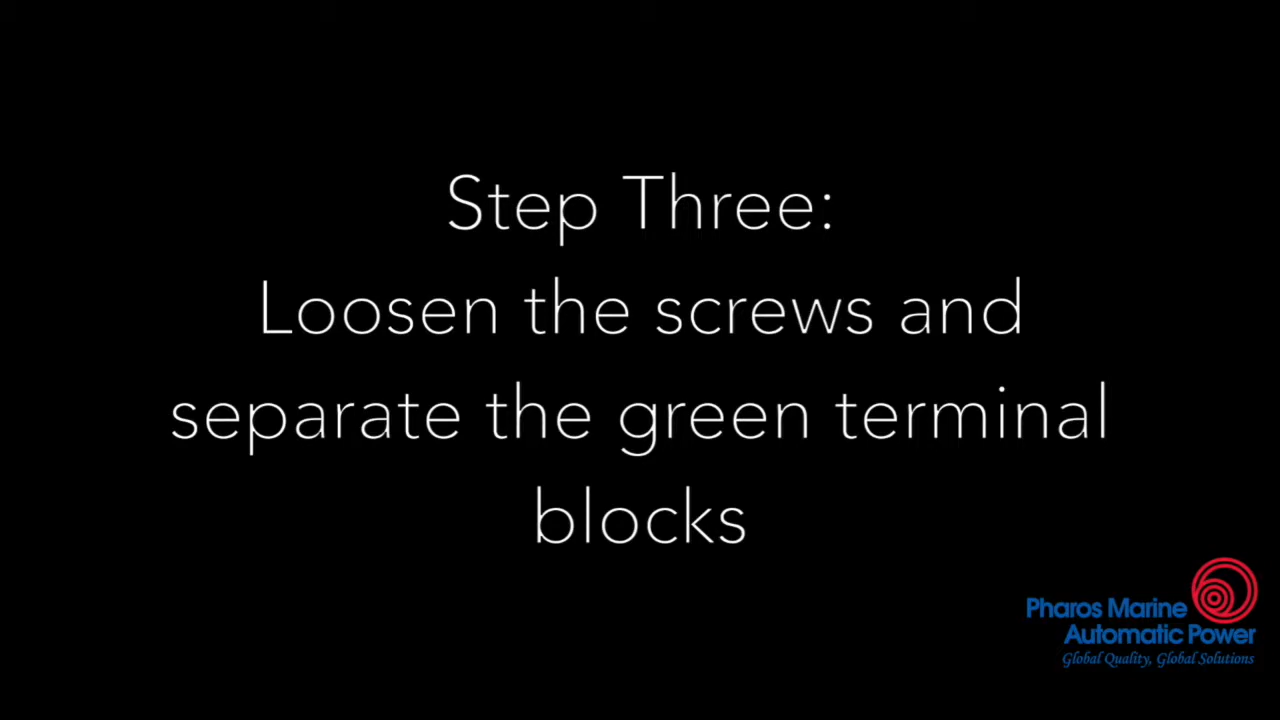 Step Three:
Loosen the screws and
separate the green terminal
blocks
Pharos Marine
Automatic Power
Global Quality, Global Solutions